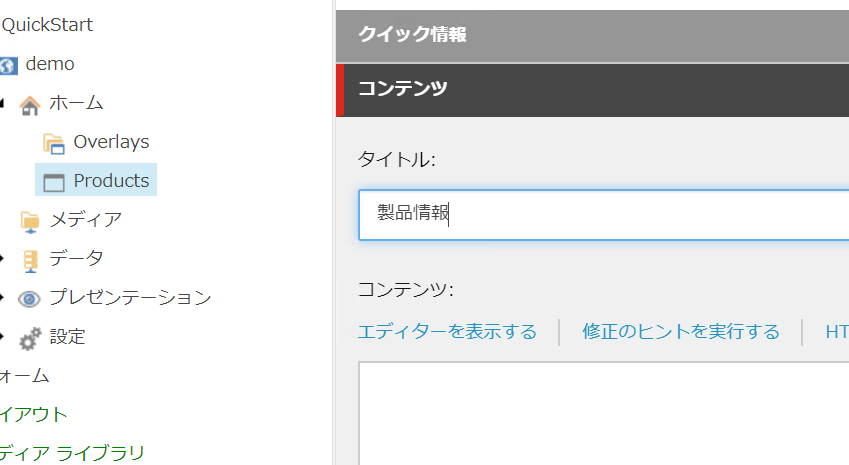 QuickStart
demo
ホーム
Overlays
Products
メディア
データ
プレゼンテーション
設定
ォーム
イアウト
ディア ライブラリ
クイック情報
コンテンツ
タイトル:
製品情報
コンテンツ:
エディターを表示する 修正のヒントを実行する HT